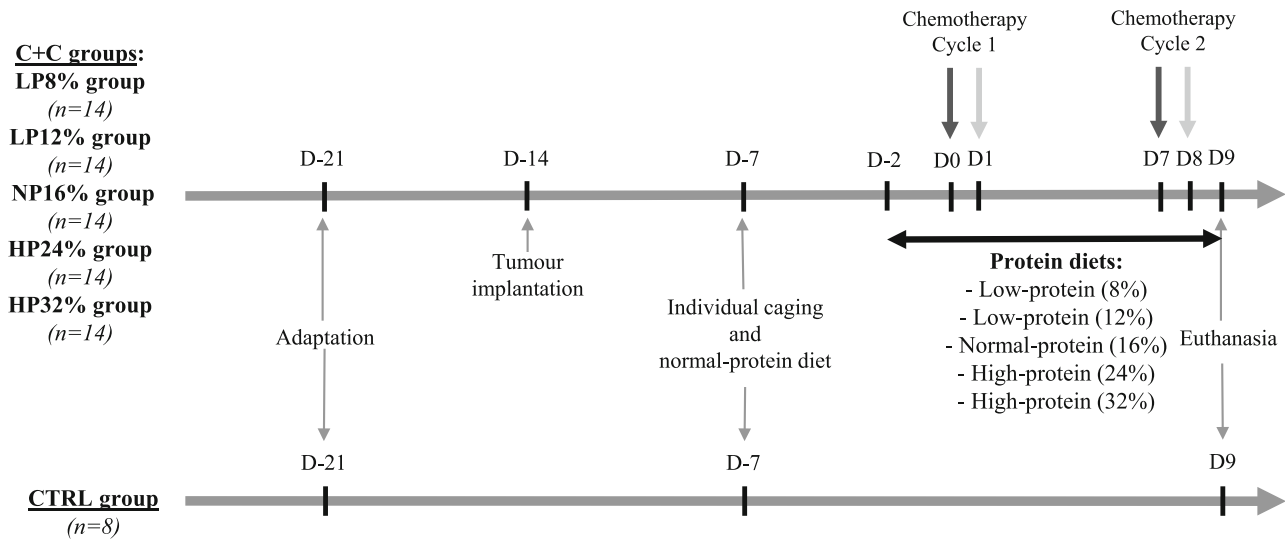 C+C groups:
LP8% group
(n=14)
LP12% group
(n=14)
NP16% group
(n=14)
HP24% group
(n=14)
HP32% group
(n=14)
Chemotherapy
Cycle 1
Chemotherapy
Cycle 2
D-21
D-14
D-7
D-2
D0
D1
D7
D8
D9
Adaptation
Tumour
implantation
Individual caging
and
normal-protein diet
Protein diets:
- Low-protein (8%)
- Low-protein (12%)
- Normal-protein (16%)
- High-protein (24%)
- High-protein (32%)
Euthanasia
D-21
D-7
D9
CTRL group
(n=8)